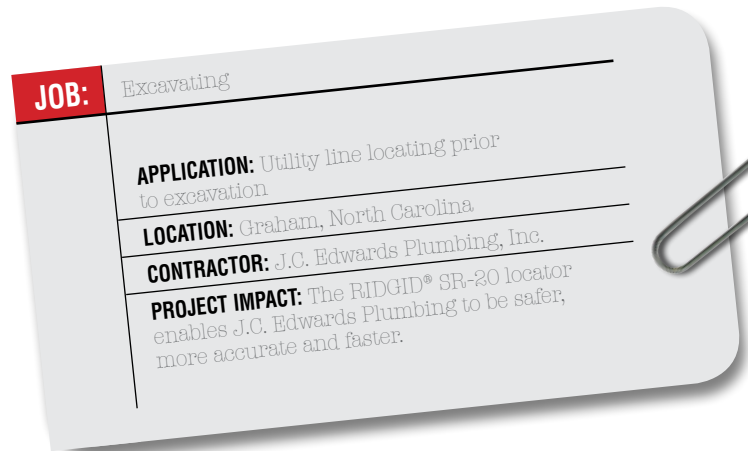 JOB: Excavating
APPLICATION: Utility line locating prior
to excavation
LOCATION: Graham, North Carolina
CONTRACTOR: J.C. Edwards Plumbing, Inc.
PROJECT IMPACT: The RIDGID® SR-20 locator
enables J.C. Edwards Plumbing to be safer,
more accurate and faster.